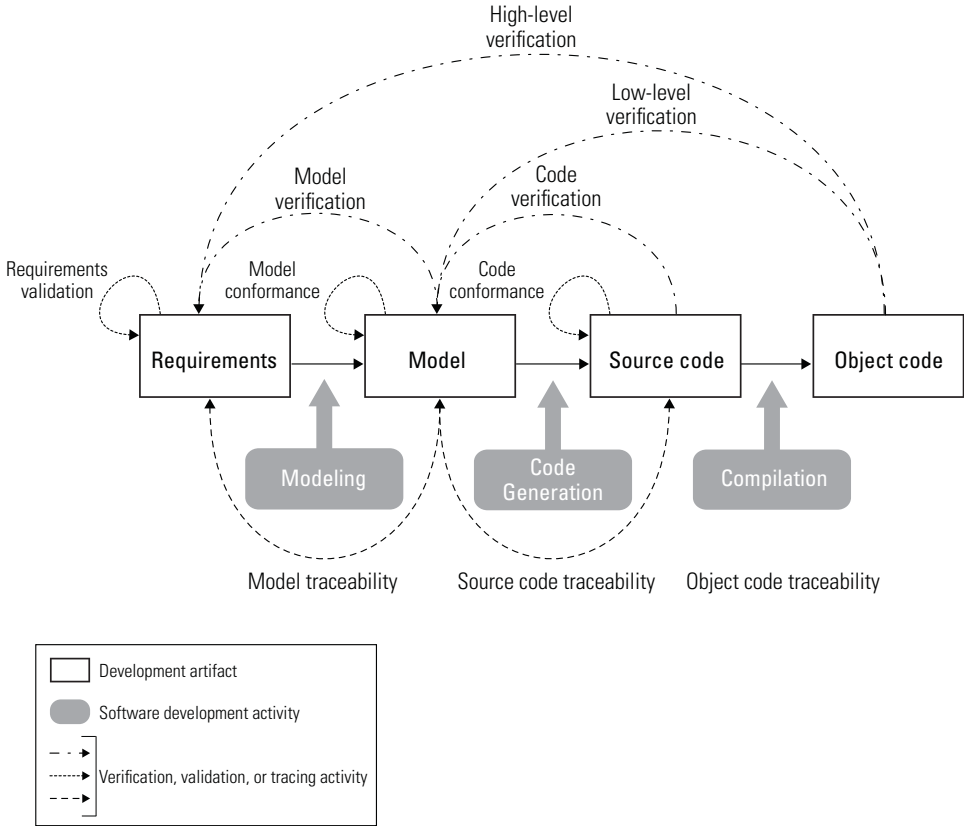 High-level
verification
Low-level
verification
Model
verification
Code
verification
Requirements
validation
Model
conformance
Code
conformance
Requirements
Model
Source code
Object code
Modeling
Code
Generation
Compilation
Model traceability
Source code traceability
Object code traceability
Development artifact
Software development activity
Verification, validation, or tracing activity